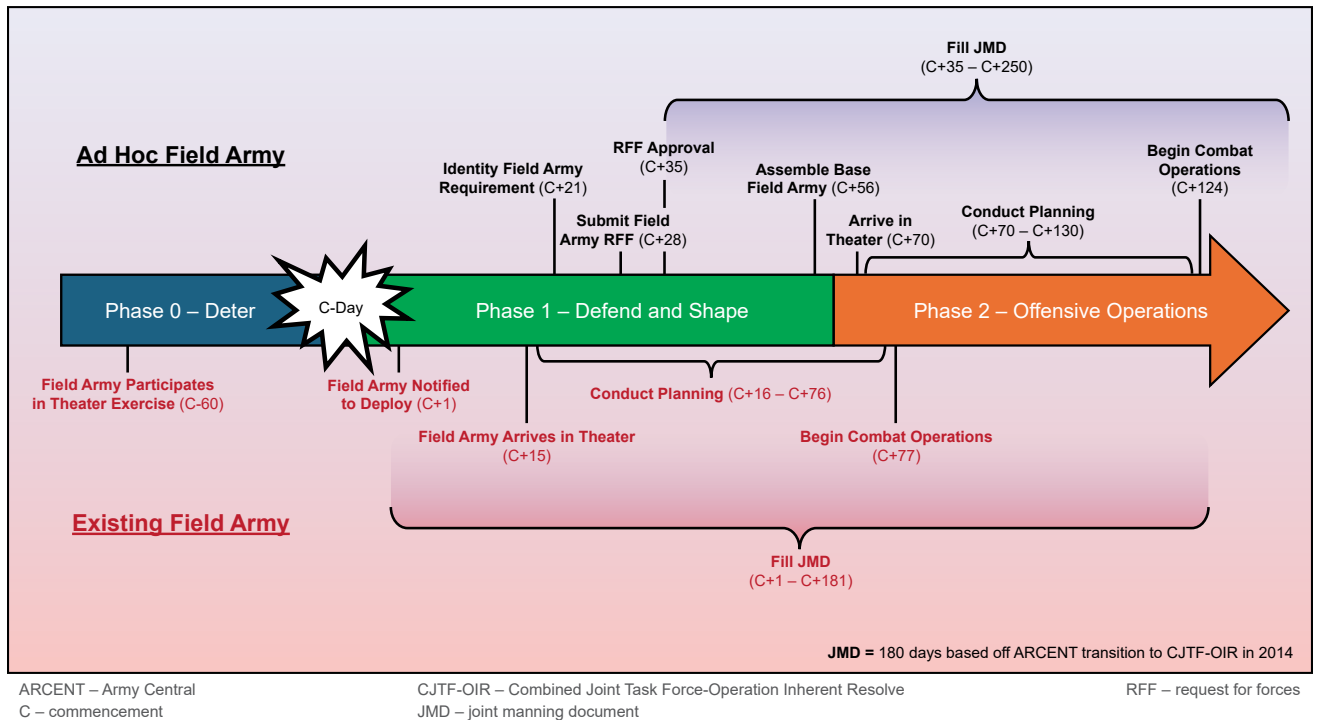 Fill JMD
(C+35 – C+250)
Ad Hoc Field Army
Identity Field Army
Requirement (C+21)
RFF Approval
(C+35)
Submit Field
Army RFF (C+28)
Assemble Base
Field Army (C+56)
Arrive in
Theater (C+70)
Conduct Planning
(C+70 – C+130)
Begin Combat
Operations
(C+124)
Phase 0 – Deter
C-Day
Phase 1 – Defend and Shape
Phase 2 – Offensive Operations
Field Army Participates
in Theater Exercise (C-60)
Field Army Notified
to Deploy (C+1)
Field Army Arrives in Theater
(C+15)
Conduct Planning (C+16 – C+76)
Begin Combat Operations
(C+77)
Existing Field Army
Fill JMD
(C+1 – C+181)
JMD = 180 days based off ARCENT transition to CJTF-OIR in 2014
ARCENT – Army Central
C – commencement
CJTF-OIR – Combined Joint Task Force-Operation Inherent Resolve
JMD – joint manning document
RFF – request for forces